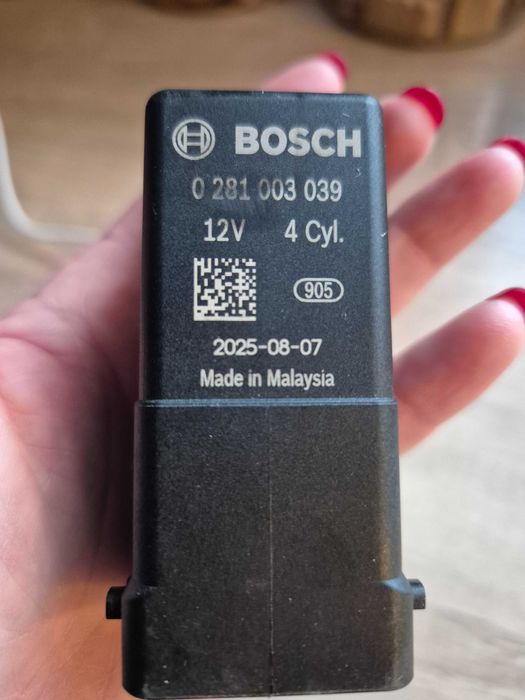 BOSCH
0 281 003 039
12V 4 Cyl.
905
2025-08-07
Made in Malaysia